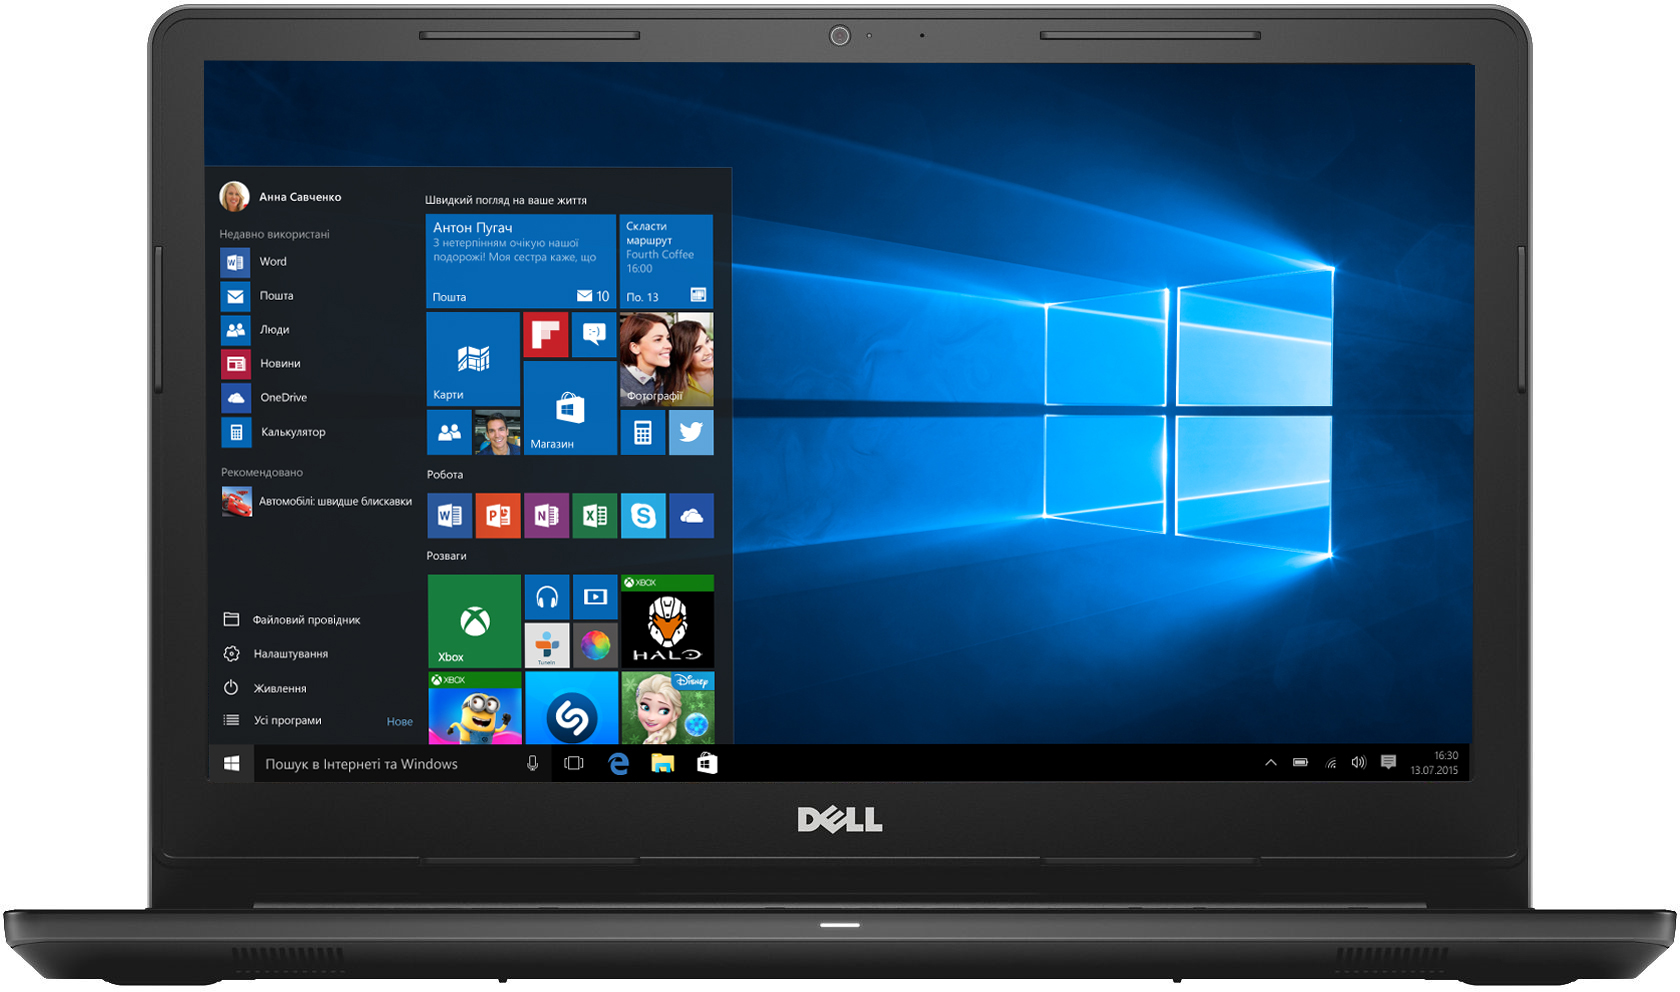 Анна Савченко
Недавно використані
Word
Пошта
Люди
Новини
OneDrive
Калькулятор
Рекомендовано
Автомобілі: швидше блискавки
Файловий провідник
Налаштування
Живлення
Усі програми
Нове
Швидкий погляд на ваше життя
Антон Пугач
З нетерпінням очікую нашої
подорожі! Моя сестра каже, що
Пошта
10
Скласти
маршрут
Fourth Coffee
16:00
По. 13
Карти
Фотографії
Магазин
Робота
Розваги
Xbox
TuneIn
XBOX
HALO
XBOX
Disney
Пошук в Інтернеті та Windows
16:30
13.07.2015
DELL